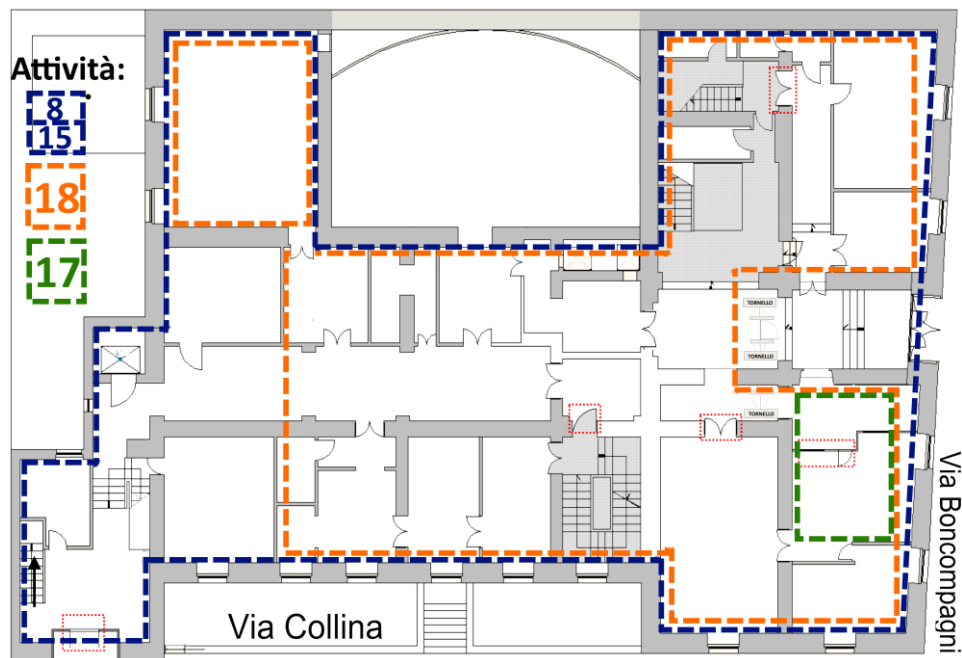 Attività:
8
15
18
17
TORNELLO
TORNELLO
TORNELLO
Via Collina
Via Boncompagni